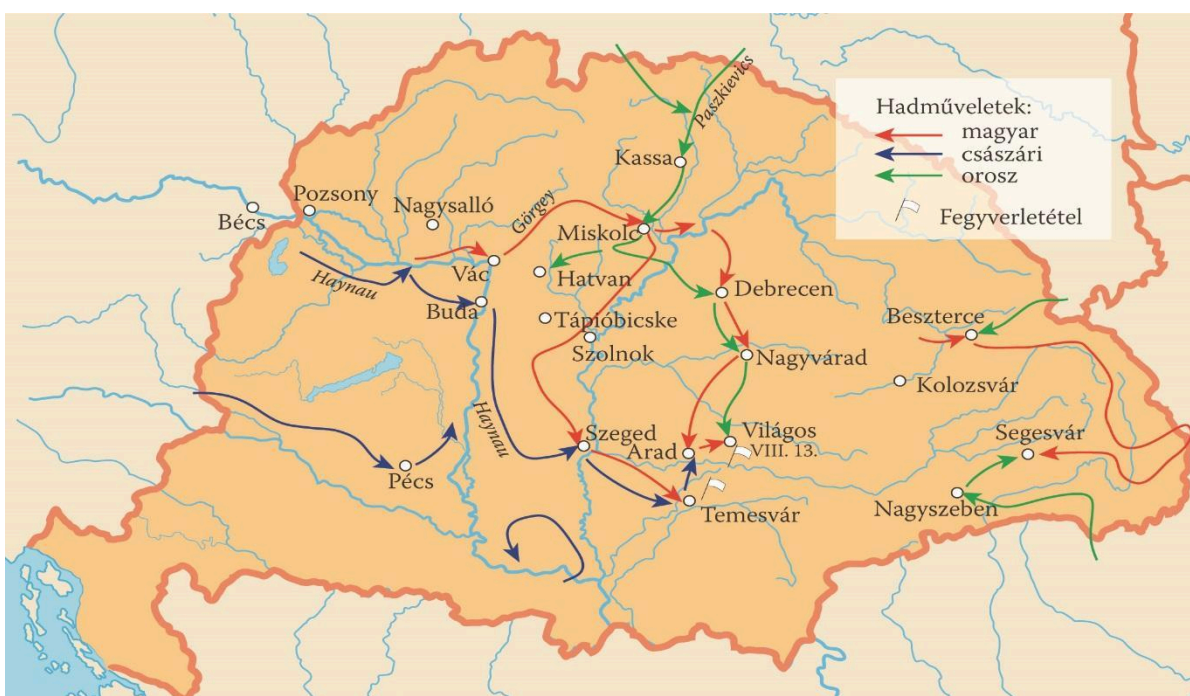 Paszkievics
Hadműveletek:
magyar
császári
orosz
Fegyverletétel
Kassa
Pozsony
Bécs
Nagysalló
Görgey
Miskolc
Vác
Hatvan
Haynau
Buda
Debrecen
Tápióbicske
Beszterce
Szolnok
Nagyvárad
Kolozsvár
Haynau
Szeged
Világos
Arad
VIII. 13.
Segesvár
Pécs
Temesvár
Nagyszeben